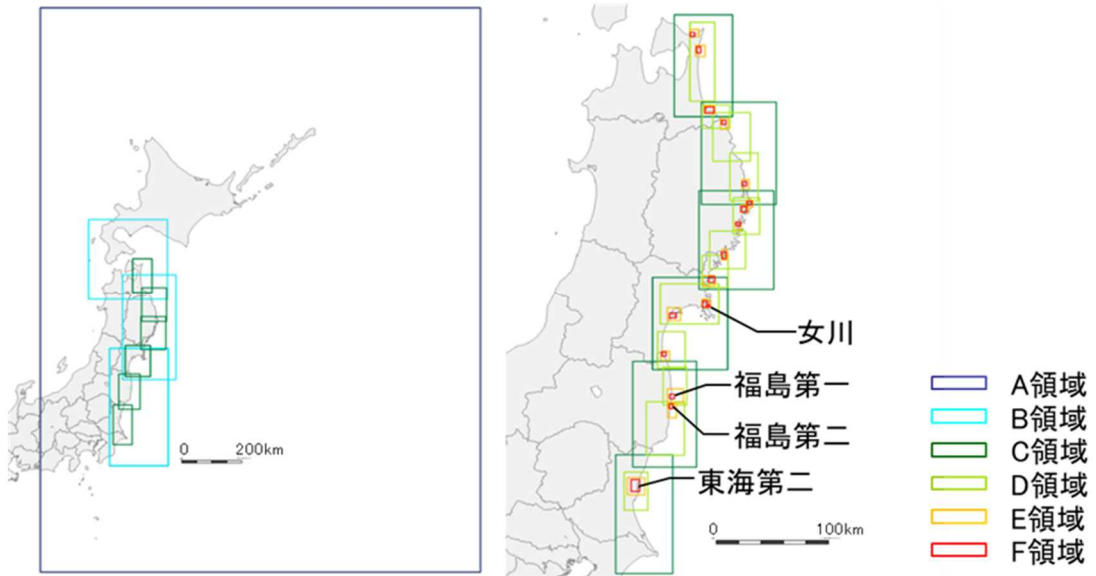 0 200km
女川
福島第一
福島第二
東海第二
0 100km
A領域
B領域
C領域
D領域
E領域
F領域